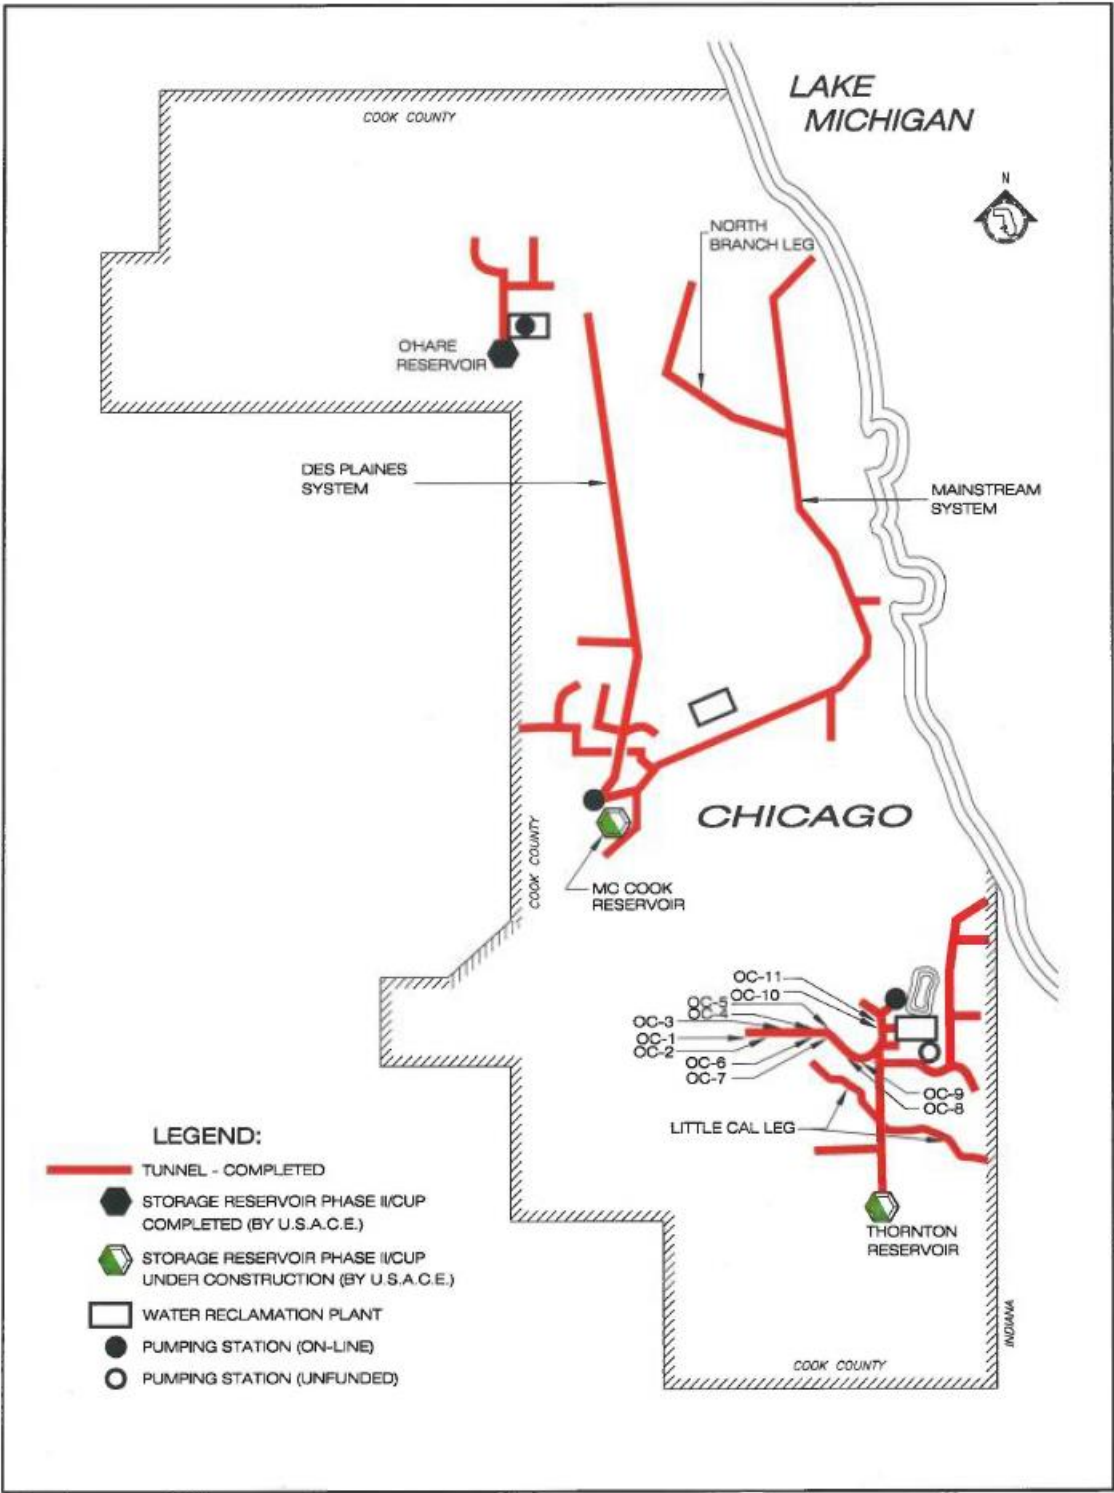 LAKE
MICHIGAN
COOK COUNTY
N
NORTH
BRANCH LEG
O'HARE
RESERVOIR
DES PLAINES
SYSTEM
MAINSTREAM
SYSTEM
CHICAGO
COOK COUNTY
MC COOK
RESERVOIR
OC-11
OC-10
OC-5
OC-4
OC-3
OC-1
OC-2
OC-6
OC-7
OC-9
OC-8
LITTLE CAL LEG
THORNTON
RESERVOIR
INDIANA
COOK COUNTY
LEGEND:
TUNNEL - COMPLETED
STORAGE RESERVOIR PHASE II/CUP
COMPLETED (BY U.S.A.C.E.)
STORAGE RESERVOIR PHASE II/CUP
UNDER CONSTRUCTION (BY U.S.A.C.E.)
WATER RECLAMATION PLANT
PUMPING STATION (ON-LINE)
PUMPING STATION (UNFUNDED)